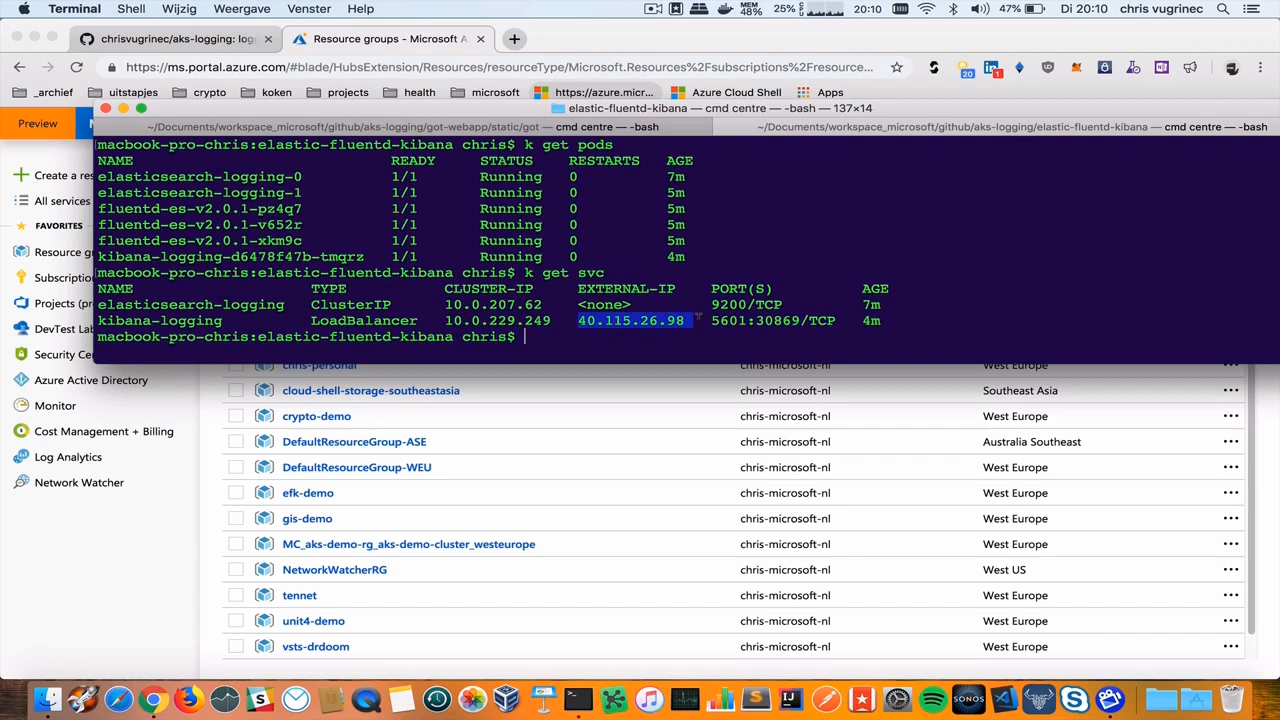 Terminal Shell Wijzig Weergave Venster Help MEM 48% 25% 20:10 47% Di 20:10 chris vugrinec
chrisvugrinec/aks-logging: log Resource groups - Microsoft A
https://ms.portal.azure.com/#blade/HubsExtension/Resources/resourceType/Microsoft.Resources%2Fsubscriptions%2Fresource... 20 1
_archief uitstapjes crypto koken projects health microsoft https://azure.micr... Azure Cloud Shell Apps
Preview
elastic-fluentd-kibana — cmd centre — -bash — 137×14
~/Documents/workspace_microsoft/github/aks-logging/got-webapp/static/got — cmd centre — -bash ~/Documents/workspace_microsoft/github/aks-logging/elastic-fluentd-kibana — cmd centre — -bash
macbook-pro-chris:elastic-fluentd-kibana chris$ k get pods
NAME READY STATUS RESTARTS AGE
elasticsearch-logging-0 1/1 Running 0 7m
elasticsearch-logging-1 1/1 Running 0 5m
fluentd-es-v2.0.1-pz4q7 1/1 Running 0 5m
fluentd-es-v2.0.1-v652r 1/1 Running 0 5m
fluentd-es-v2.0.1-xkm9c 1/1 Running 0 5m
kibana-logging-d6478f47b-tmqrz 1/1 Running 0 4m
macbook-pro-chris:elastic-fluentd-kibana chris$ k get svc
NAME TYPE CLUSTER-IP EXTERNAL-IP PORT(S) AGE
elasticsearch-logging ClusterIP 10.0.207.62 <none> 9200/TCP 7m
kibana-logging LoadBalancer 10.0.229.249 40.115.26.98 5601:30869/TCP 4m
macbook-pro-chris:elastic-fluentd-kibana chris$
Create a res
All services
FAVORITES
Resource gr
Subscription
Projects (pre
DevTest Lab
Security Cen
Azure Active Directory
Monitor
Cost Management + Billing
Log Analytics
Network Watcher
chris-personal chris-microsoft-nl West Europe
cloud-shell-storage-southeastasia chris-microsoft-nl Southeast Asia
crypto-demo chris-microsoft-nl West Europe
DefaultResourceGroup-ASE chris-microsoft-nl Australia Southeast
DefaultResourceGroup-WEU chris-microsoft-nl West Europe
efk-demo chris-microsoft-nl West Europe
gis-demo chris-microsoft-nl West Europe
MC_aks-demo-rg_aks-demo-cluster_westeurope chris-microsoft-nl West Europe
NetworkWatcherRG chris-microsoft-nl West US
tennet chris-microsoft-nl West Europe
unit4-demo chris-microsoft-nl West Europe
vsts-drdoom chris-microsoft-nl West Europe
SONOS